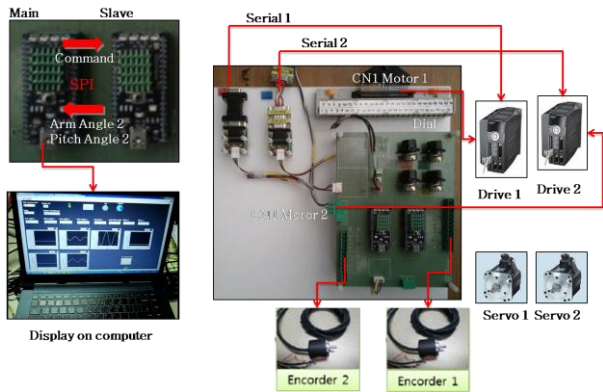 Main
Slave
Command
SPI
Arm Angle 2
Pitch Angle 2
Display on computer
Serial 1
Serial 2
CN1 Motor 1
Dial
CN1 Motor 2
Drive 1
Drive 2
Servo 1
Servo 2
Encorder 2
Encorder 1